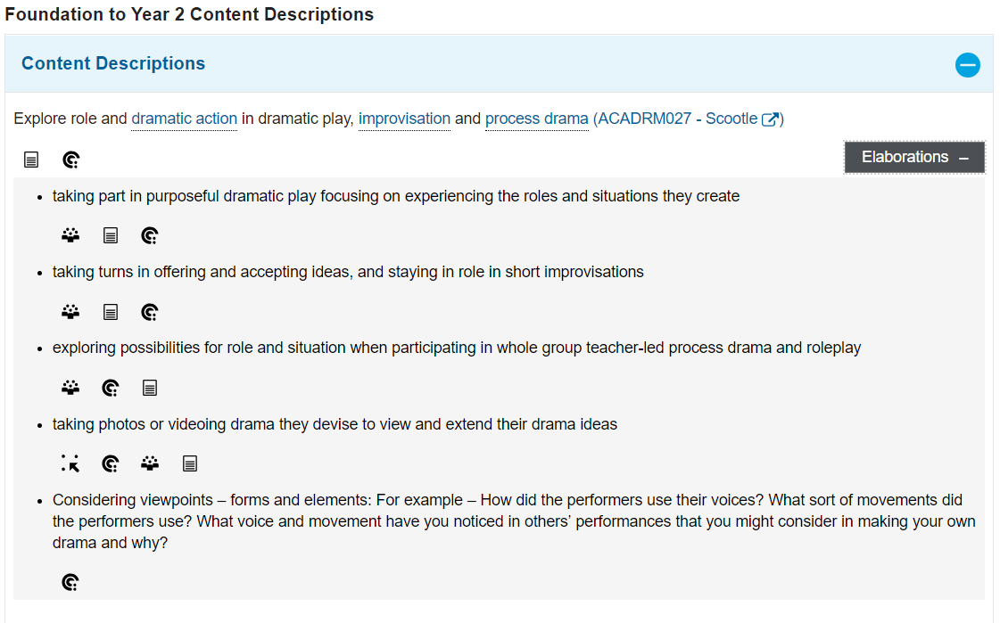 Foundation to Year 2 Content Descriptions
Content Descriptions
Explore role and dramatic action in dramatic play, improvisation and process drama (ACADRM027 - Scootle )
Elaborations –
• taking part in purposeful dramatic play focusing on experiencing the roles and situations they create
• taking turns in offering and accepting ideas, and staying in role in short improvisations
• exploring possibilities for role and situation when participating in whole group teacher-led process drama and roleplay
• taking photos or videoing drama they devise to view and extend their drama ideas
• Considering viewpoints – forms and elements: For example – How did the performers use their voices? What sort of movements did
the performers use? What voice and movement have you noticed in others’ performances that you might consider in making your own
drama and why?